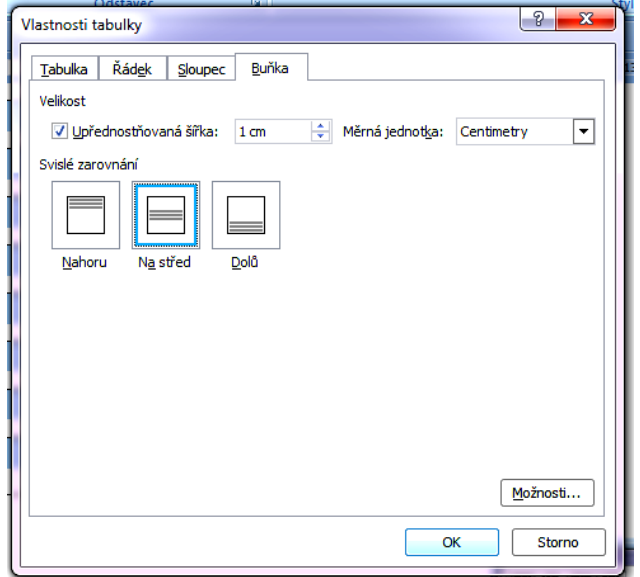 Odstavec
Vlastnosti tabulky
Tabulka Řádek Sloupec Buňka
Velikost
Upřednostňovaná šířka: 1 cm Měrná jednotka: Centimetry
Svislé zarovnání
Nahoru Na střed Dolů
Možnosti...
OK Storno